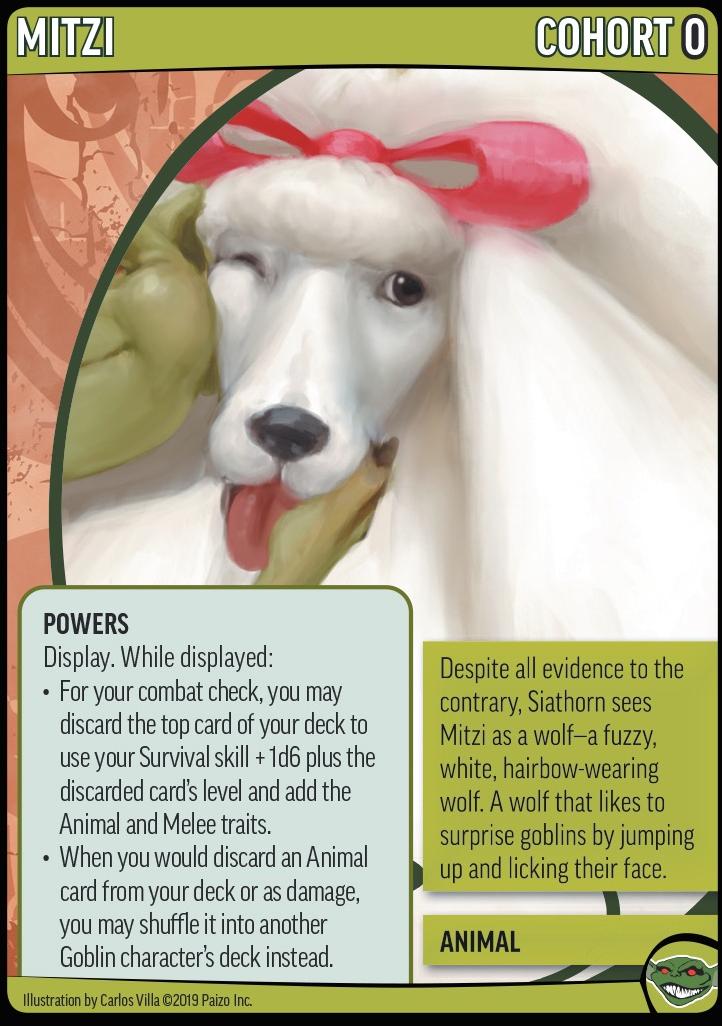 MITZI
COHORT 0
POWERS
Display. While displayed:
• For your combat check, you may
discard the top card of your deck to
use your Survival skill + 1d6 plus the
discarded card's level and add the
Animal and Melee traits.
• When you would discard an Animal
card from your deck or as damage,
you may shuffle it into another
Goblin character's deck instead.
Despite all evidence to the
contrary, Siathorn sees
Mitzi as a wolf—a fuzzy,
white, hairbow-wearing
wolf. A wolf that likes to
surprise goblins by jumping
up and licking their face.
ANIMAL
Illustration by Carlos Villa ©2019 Paizo Inc.